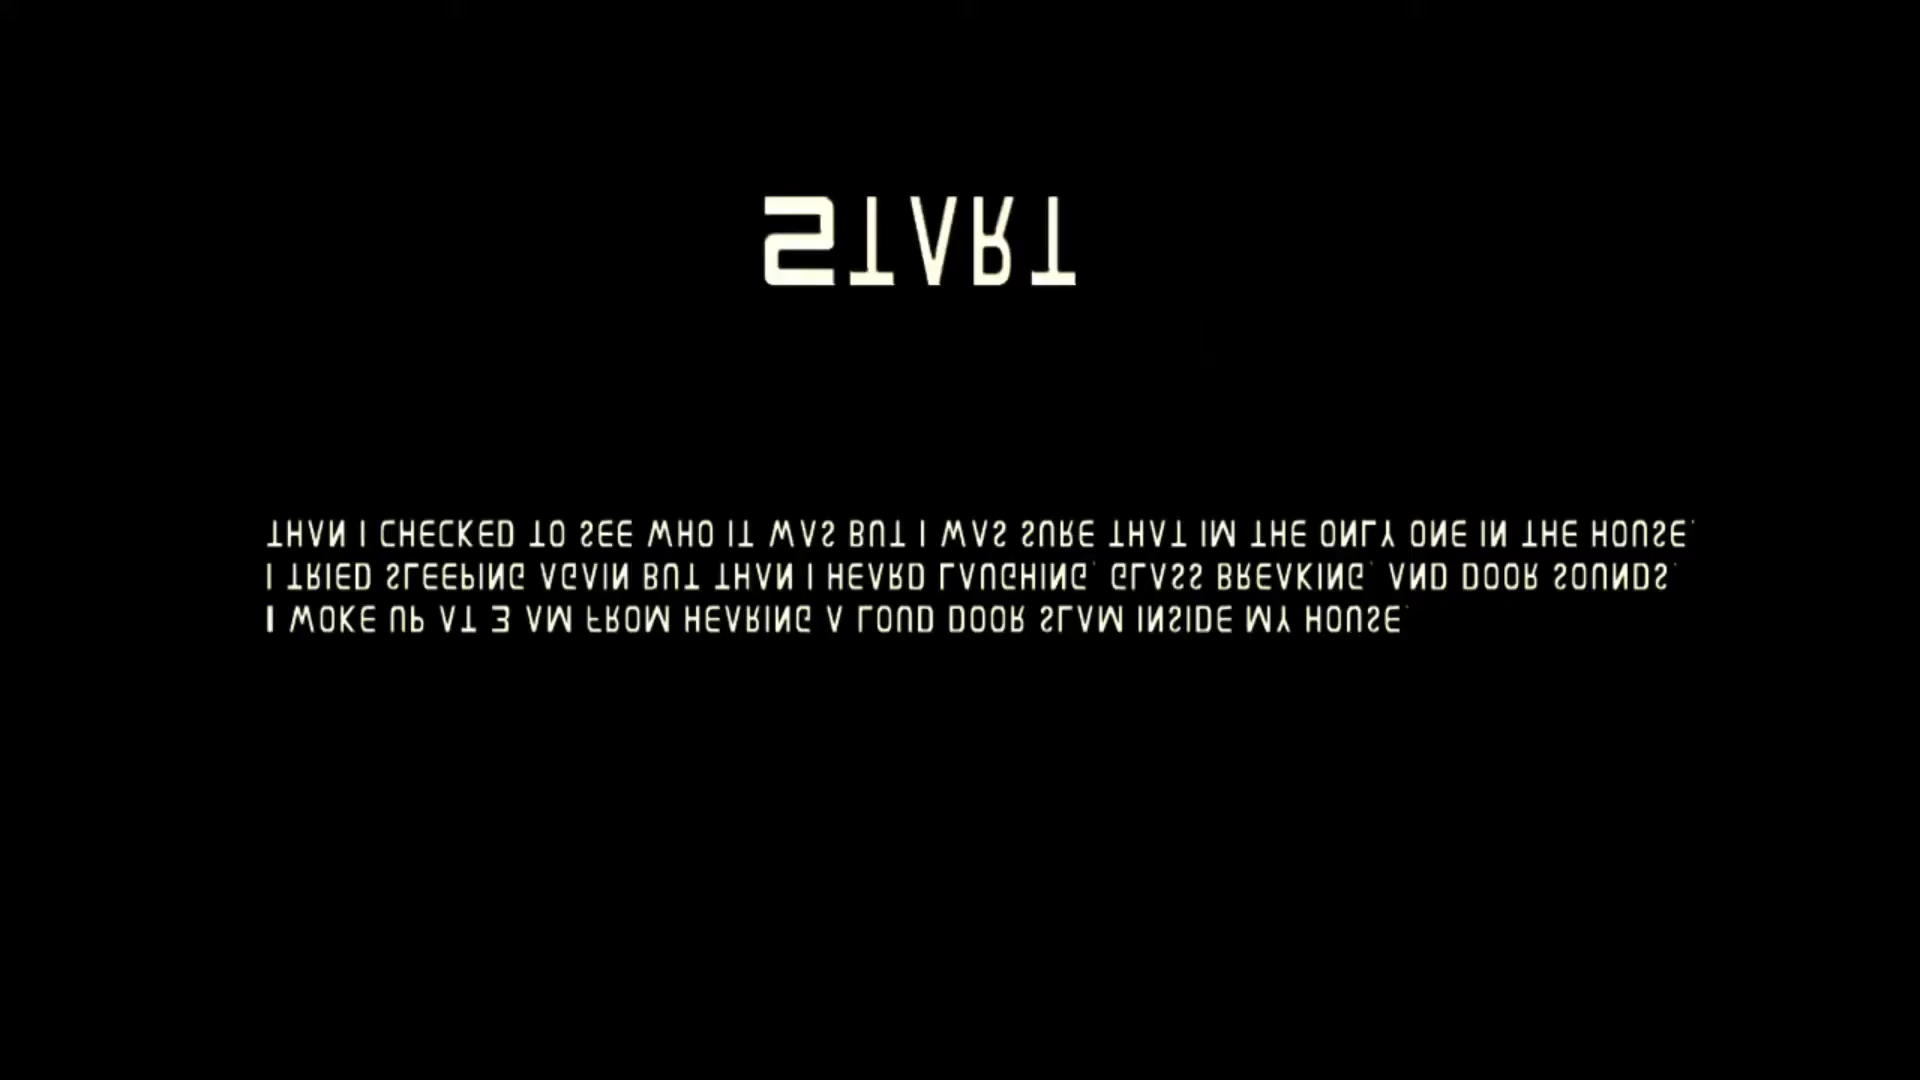 I WOKE UP AT 3 AM FROM HEARING A LOUD DOOR SLAM INSIDE MY HOUSE.
I TRIED SLEEPING AGAIN BUT THAN I HEARD LAUGHING, GLASS BREAKING, AND DOOR SOUNDS.
THAN I CHECKED TO SEE WHO IT WAS BUT I WAS SURE THAT IM THE ONLY ONE IN THE HOUSE.
START